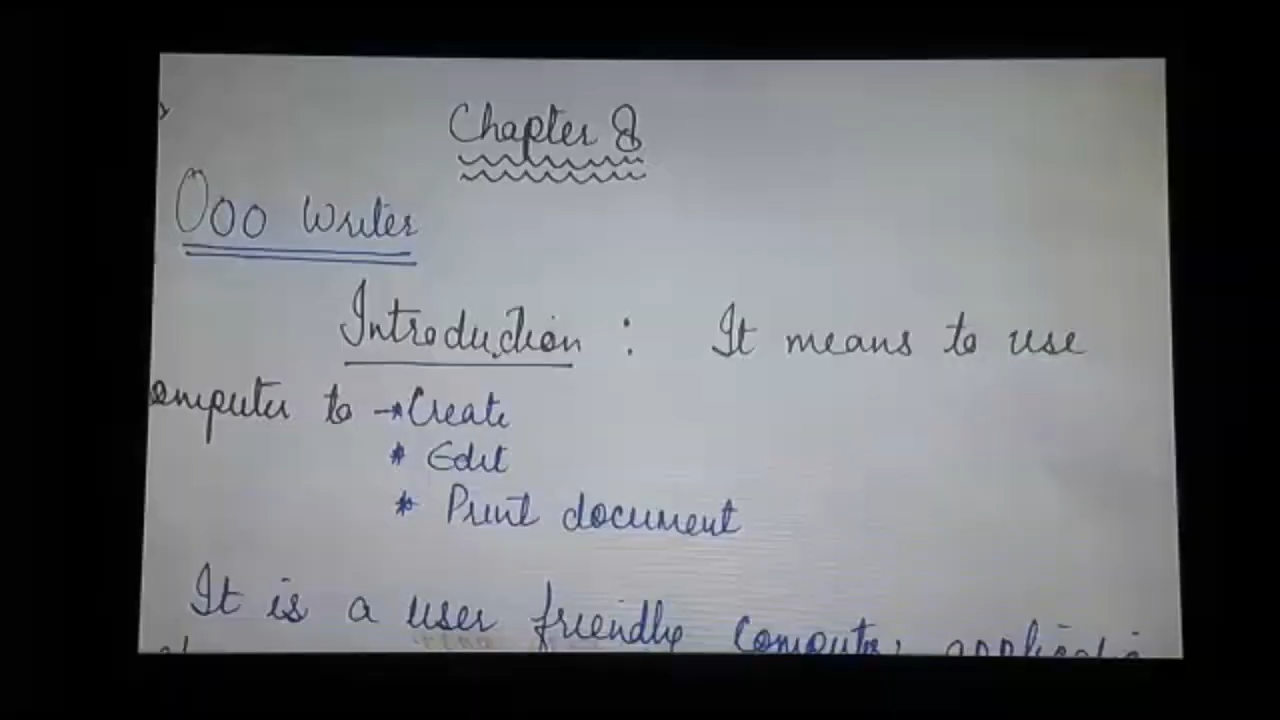 Chapter 8
Ooo Writer
Introduction : It means to use
omputer to → Create
* Edit
* Print document
It is a user friendly Computer